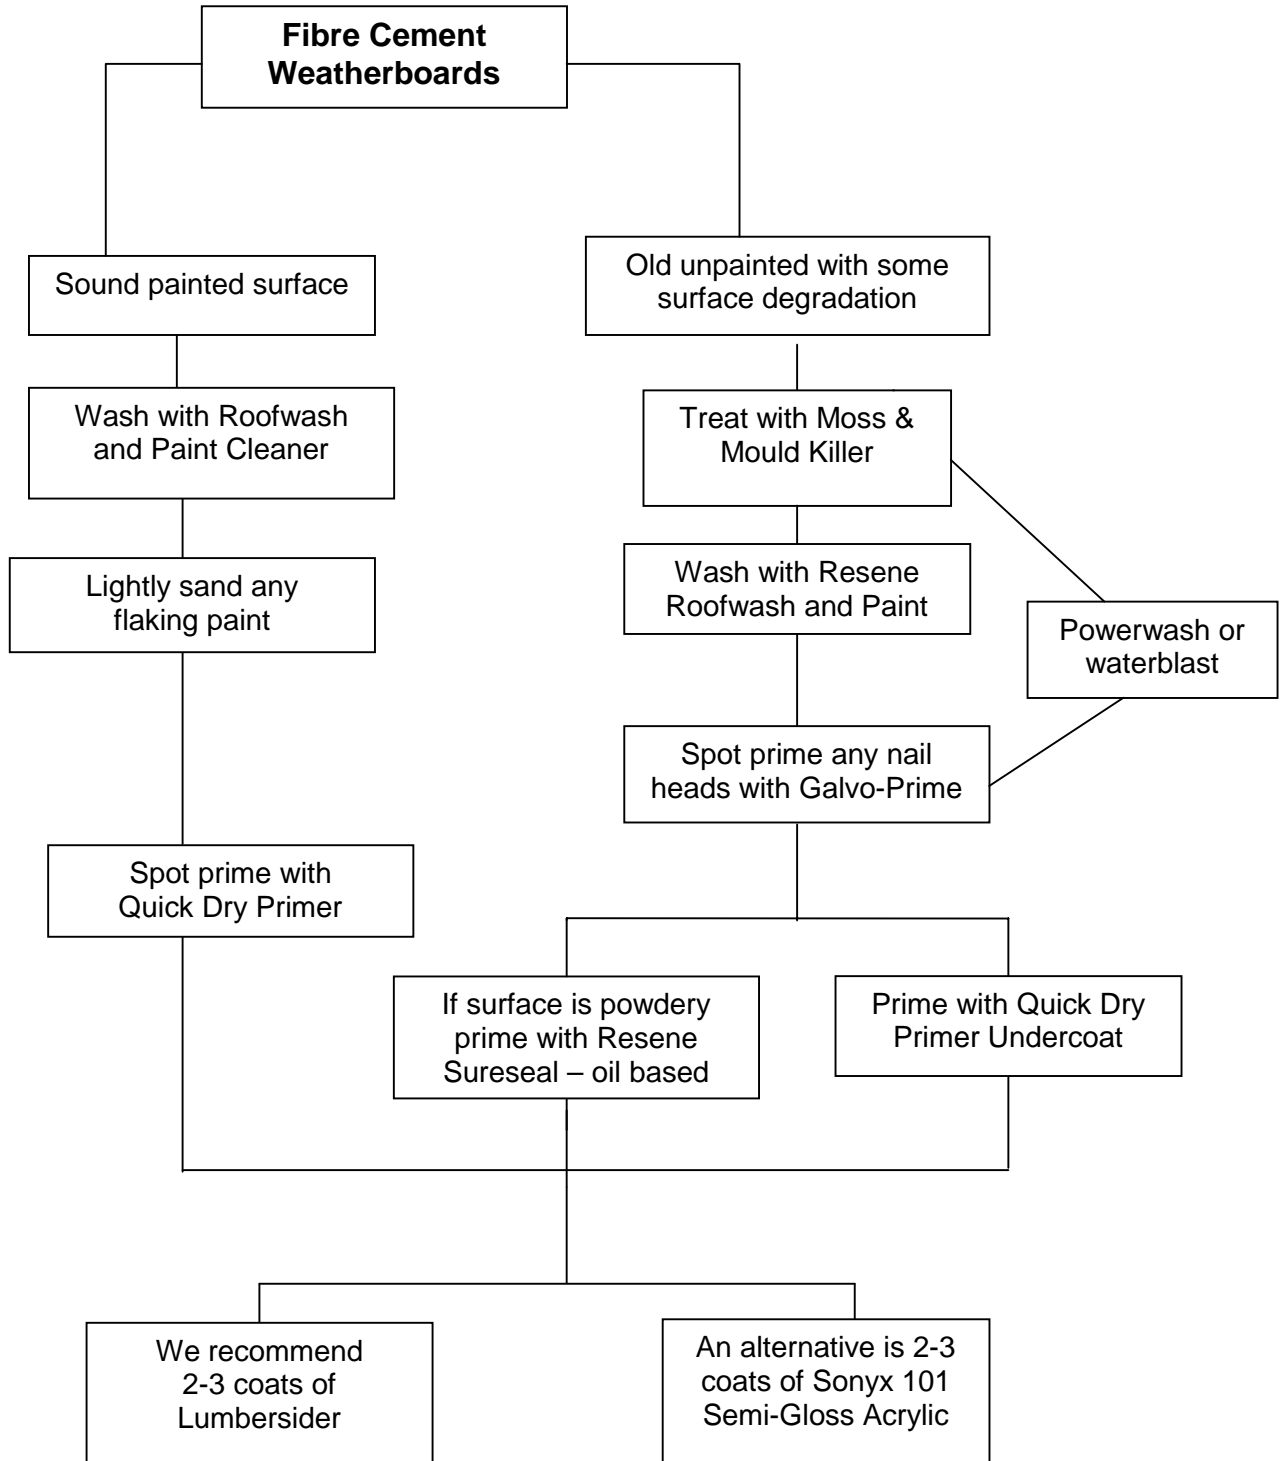 Fibre Cement
Weatherboards
Sound painted surface
Old unpainted with some
surface degradation
Wash with Roofwash
and Paint Cleaner
Treat with Moss &
Mould Killer
Lightly sand any
flaking paint
Wash with Resene
Roofwash and Paint
Powerwash or
waterblast
Spot prime any nail
heads with Galvo-Prime
Spot prime with
Quick Dry Primer
If surface is powdery
prime with Resene
Sureseal – oil based
Prime with Quick Dry
Primer Undercoat
We recommend
2-3 coats of
Lumbersider
An alternative is 2-3
coats of Sonyx 101
Semi-Gloss Acrylic